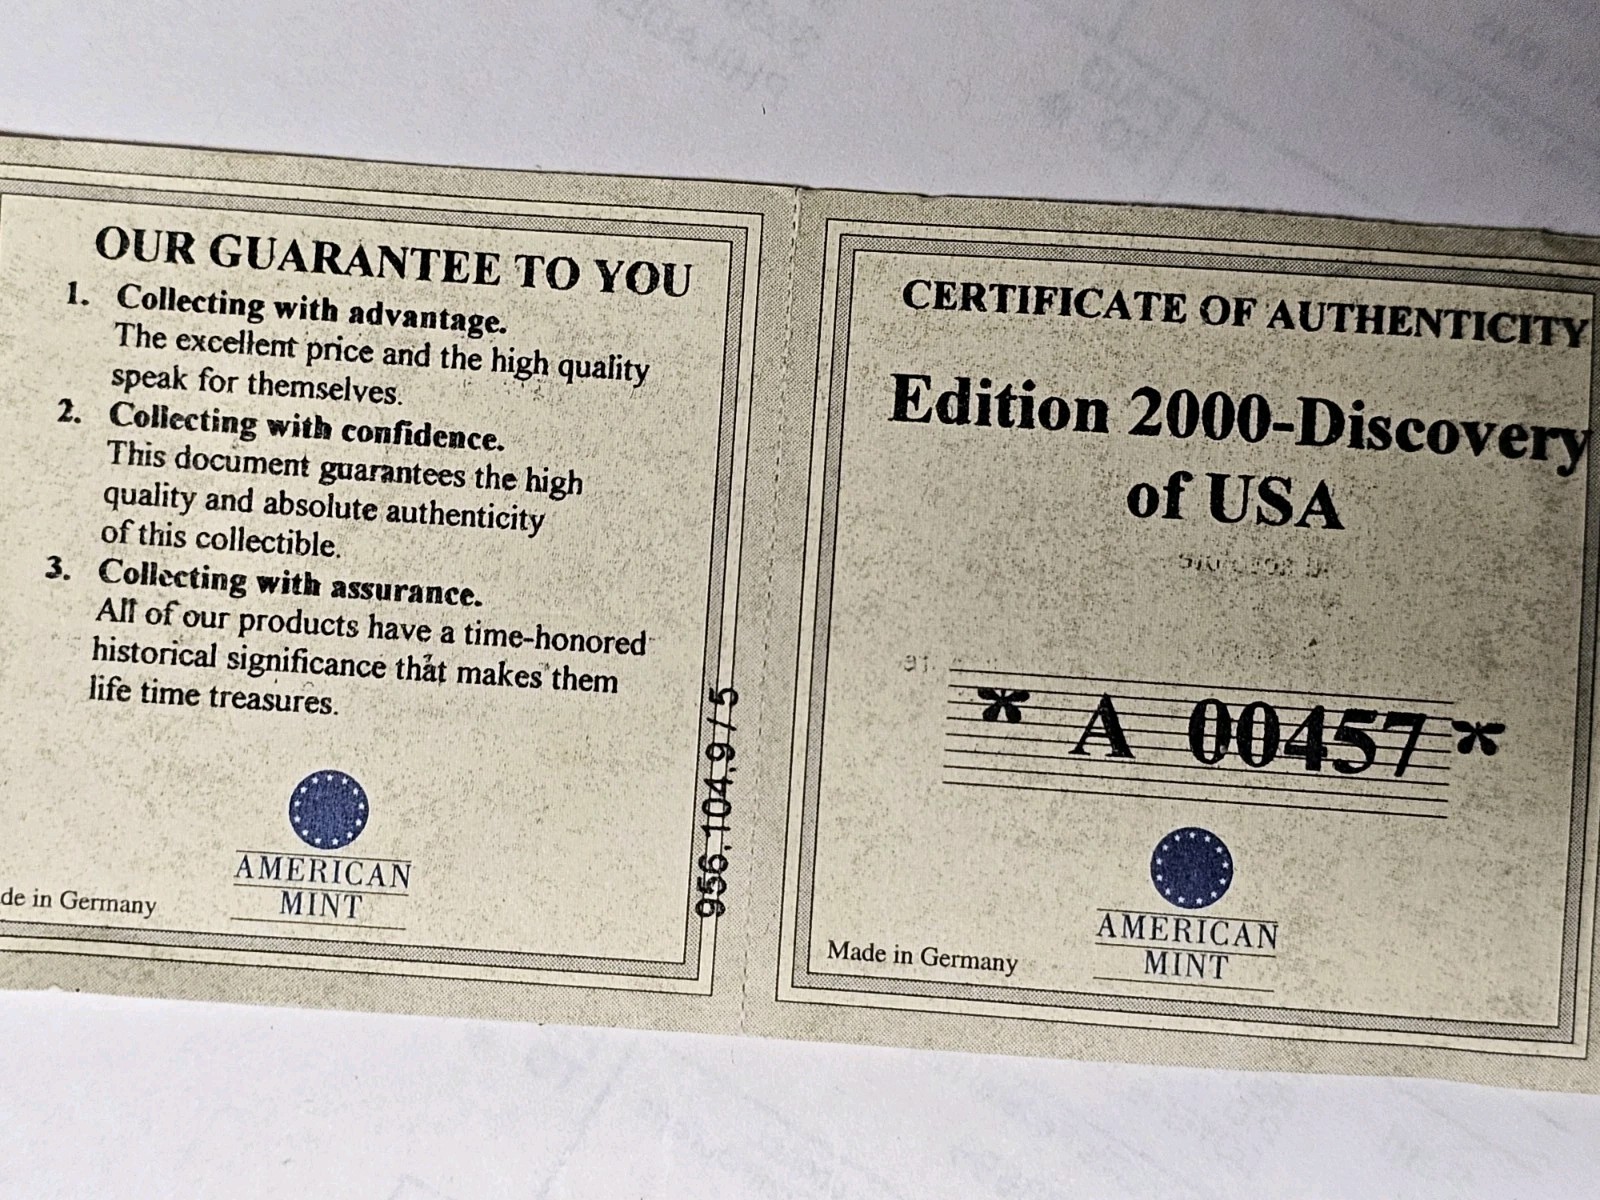 OUR GUARANTEE TO YOU
1. Collecting with advantage.
The excellent price and the high quality
speak for themselves.
2. Collecting with confidence.
This document guarantees the high
quality and absolute authenticity
of this collectible.
3. Collecting with assurance.
All of our products have a time-honored
historical significance that makes them
life time treasures.
AMERICAN
MINT
de in Germany
956.104.9/5
CERTIFICATE OF AUTHENTICITY
Edition 2000-Discovery
of USA
* A 00457 *
AMERICAN
MINT
Made in Germany